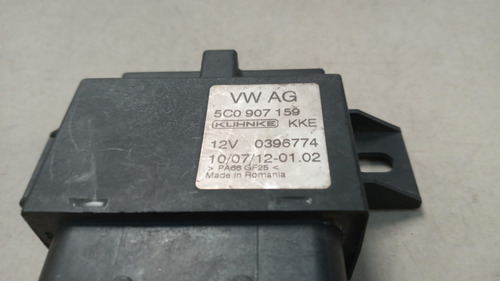 VW AG
5C0 907 159
KUHNKE KKE
12V 0396774
10/07/12-01.02
> PA66 GF25 <
Made in Romania